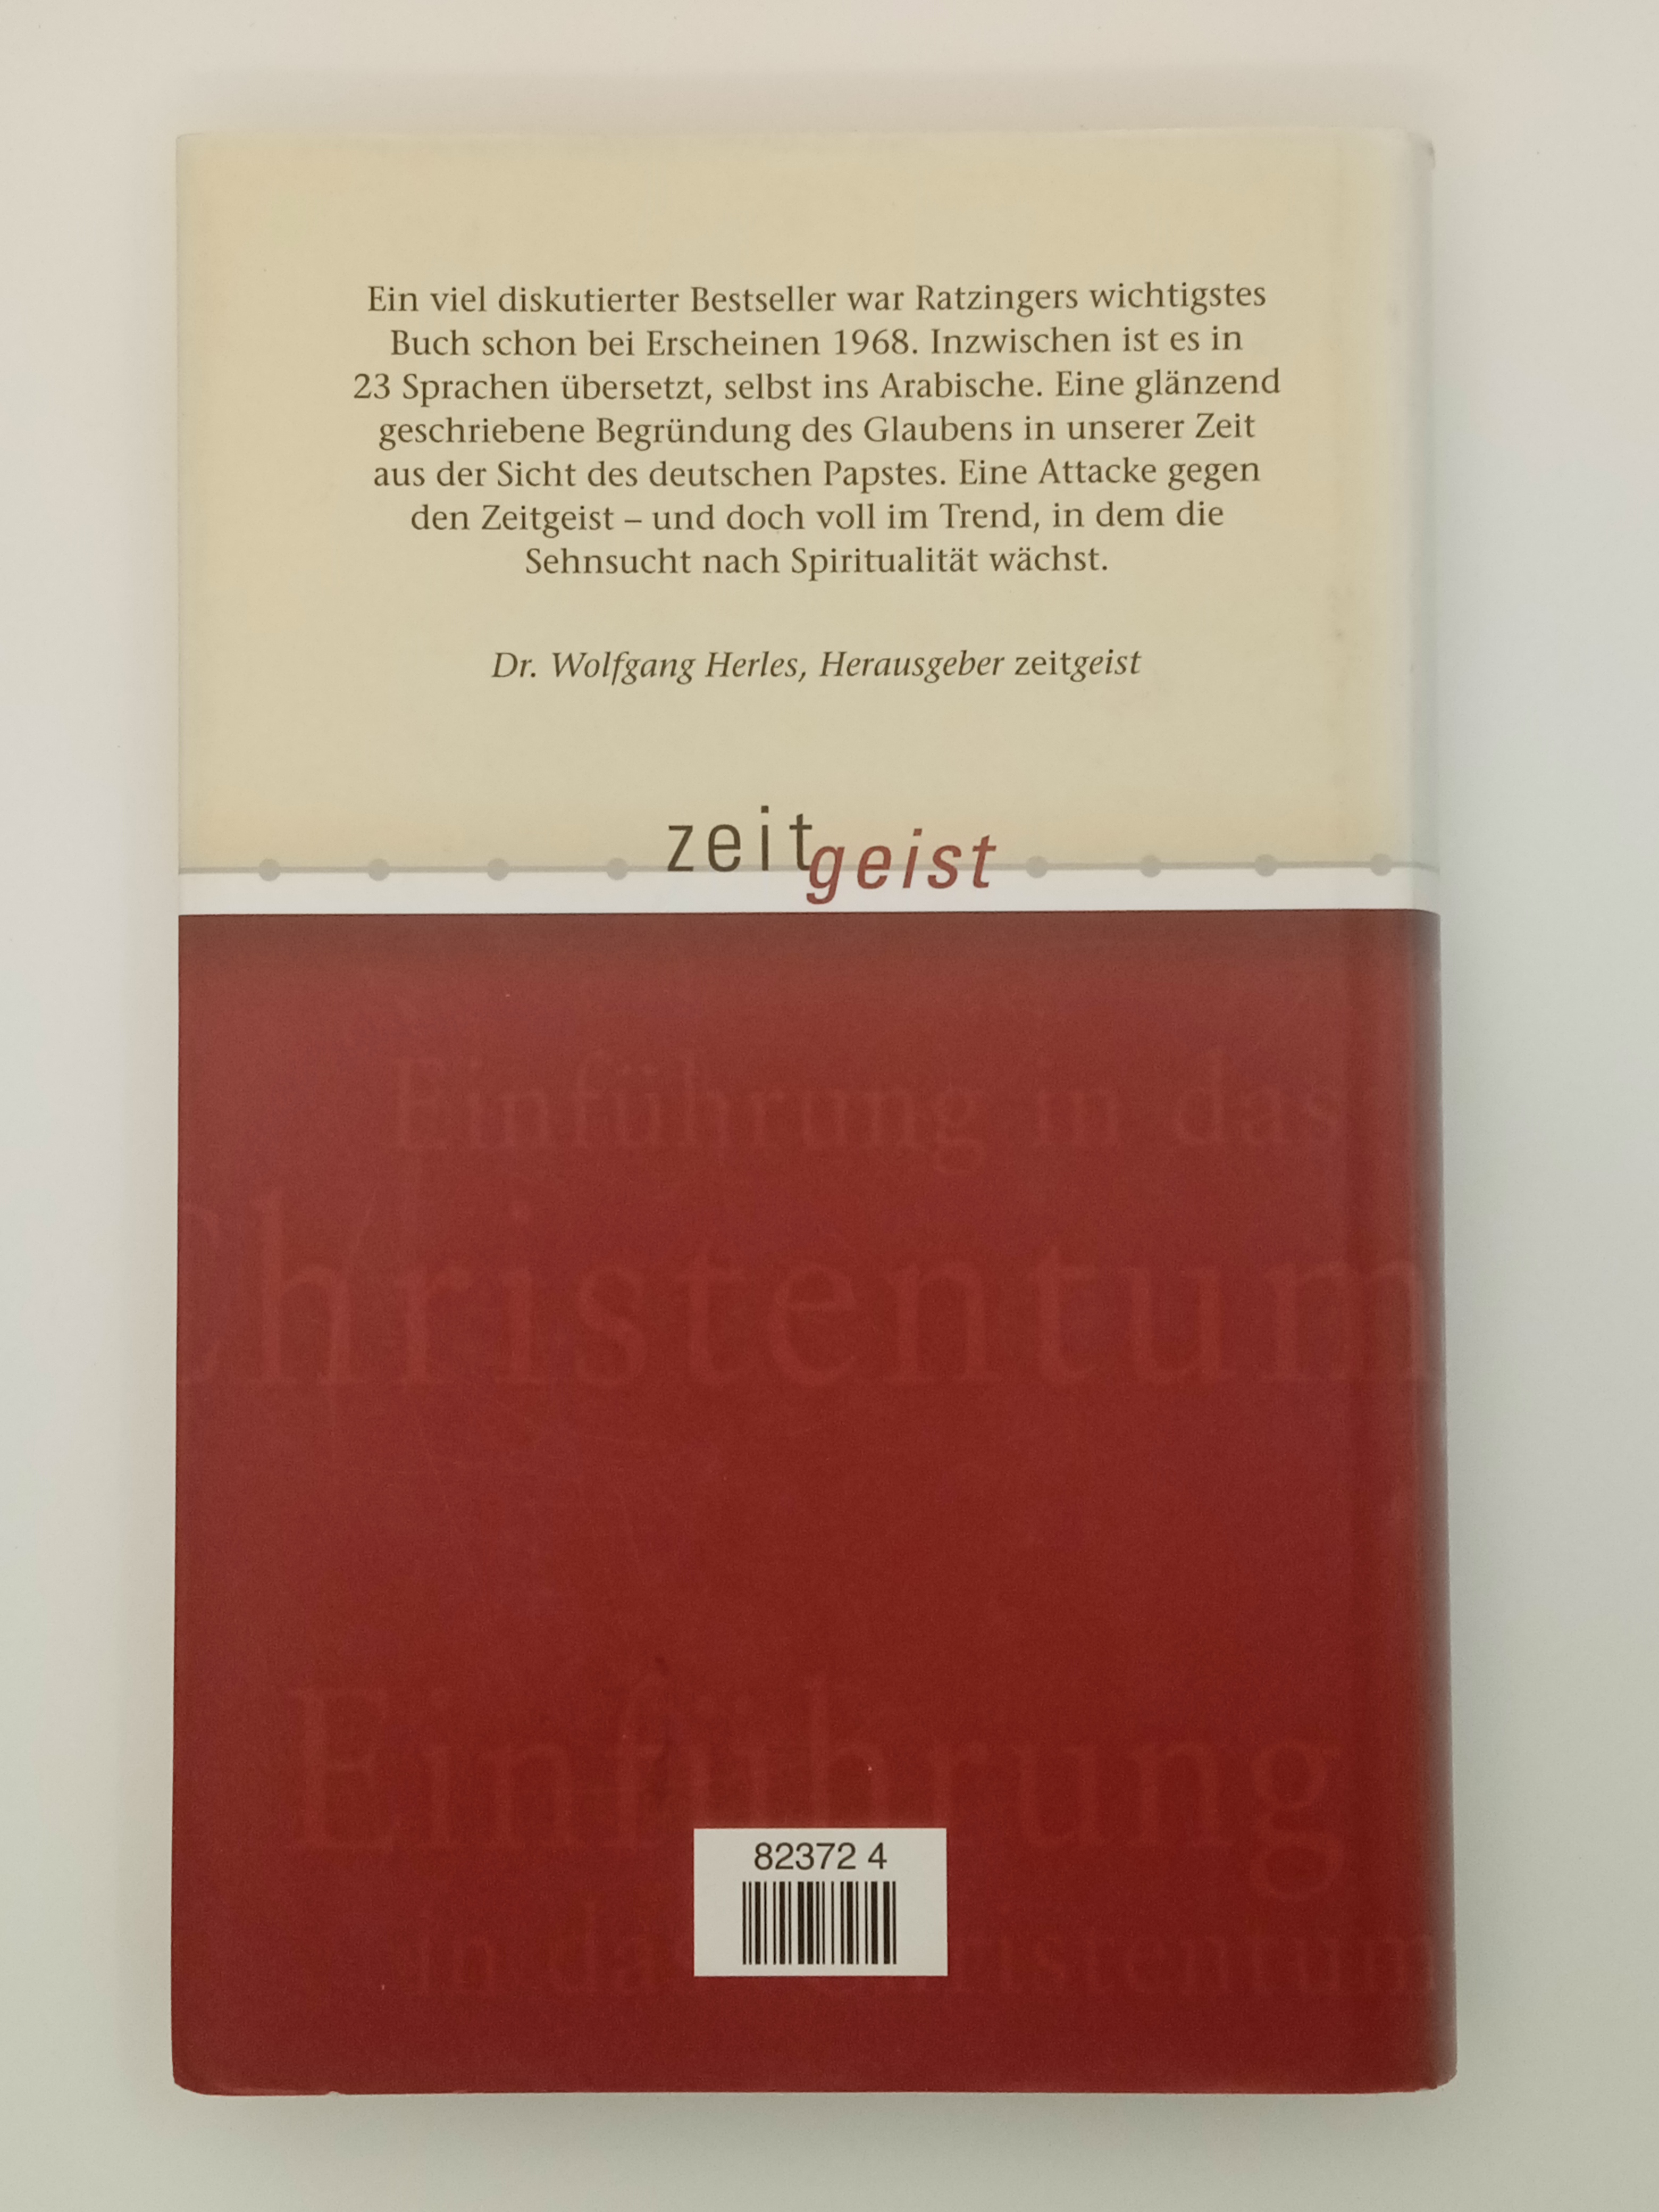 Ein viel diskutierter Bestseller war Ratzingers wichtigstes
Buch schon bei Erscheinen 1968. Inzwischen ist es in
23 Sprachen übersetzt, selbst ins Arabische. Eine glänzend
geschriebene Begründung des Glaubens in unserer Zeit
aus der Sicht des deutschen Papstes. Eine Attacke gegen
den Zeitgeist – und doch voll im Trend, in dem die
Sehnsucht nach Spiritualität wächst.
Dr. Wolfgang Herles, Herausgeber zeitgeist
zeitgeist
Einführung in das
Christentum
Einführung
in das Christentum
82372 4